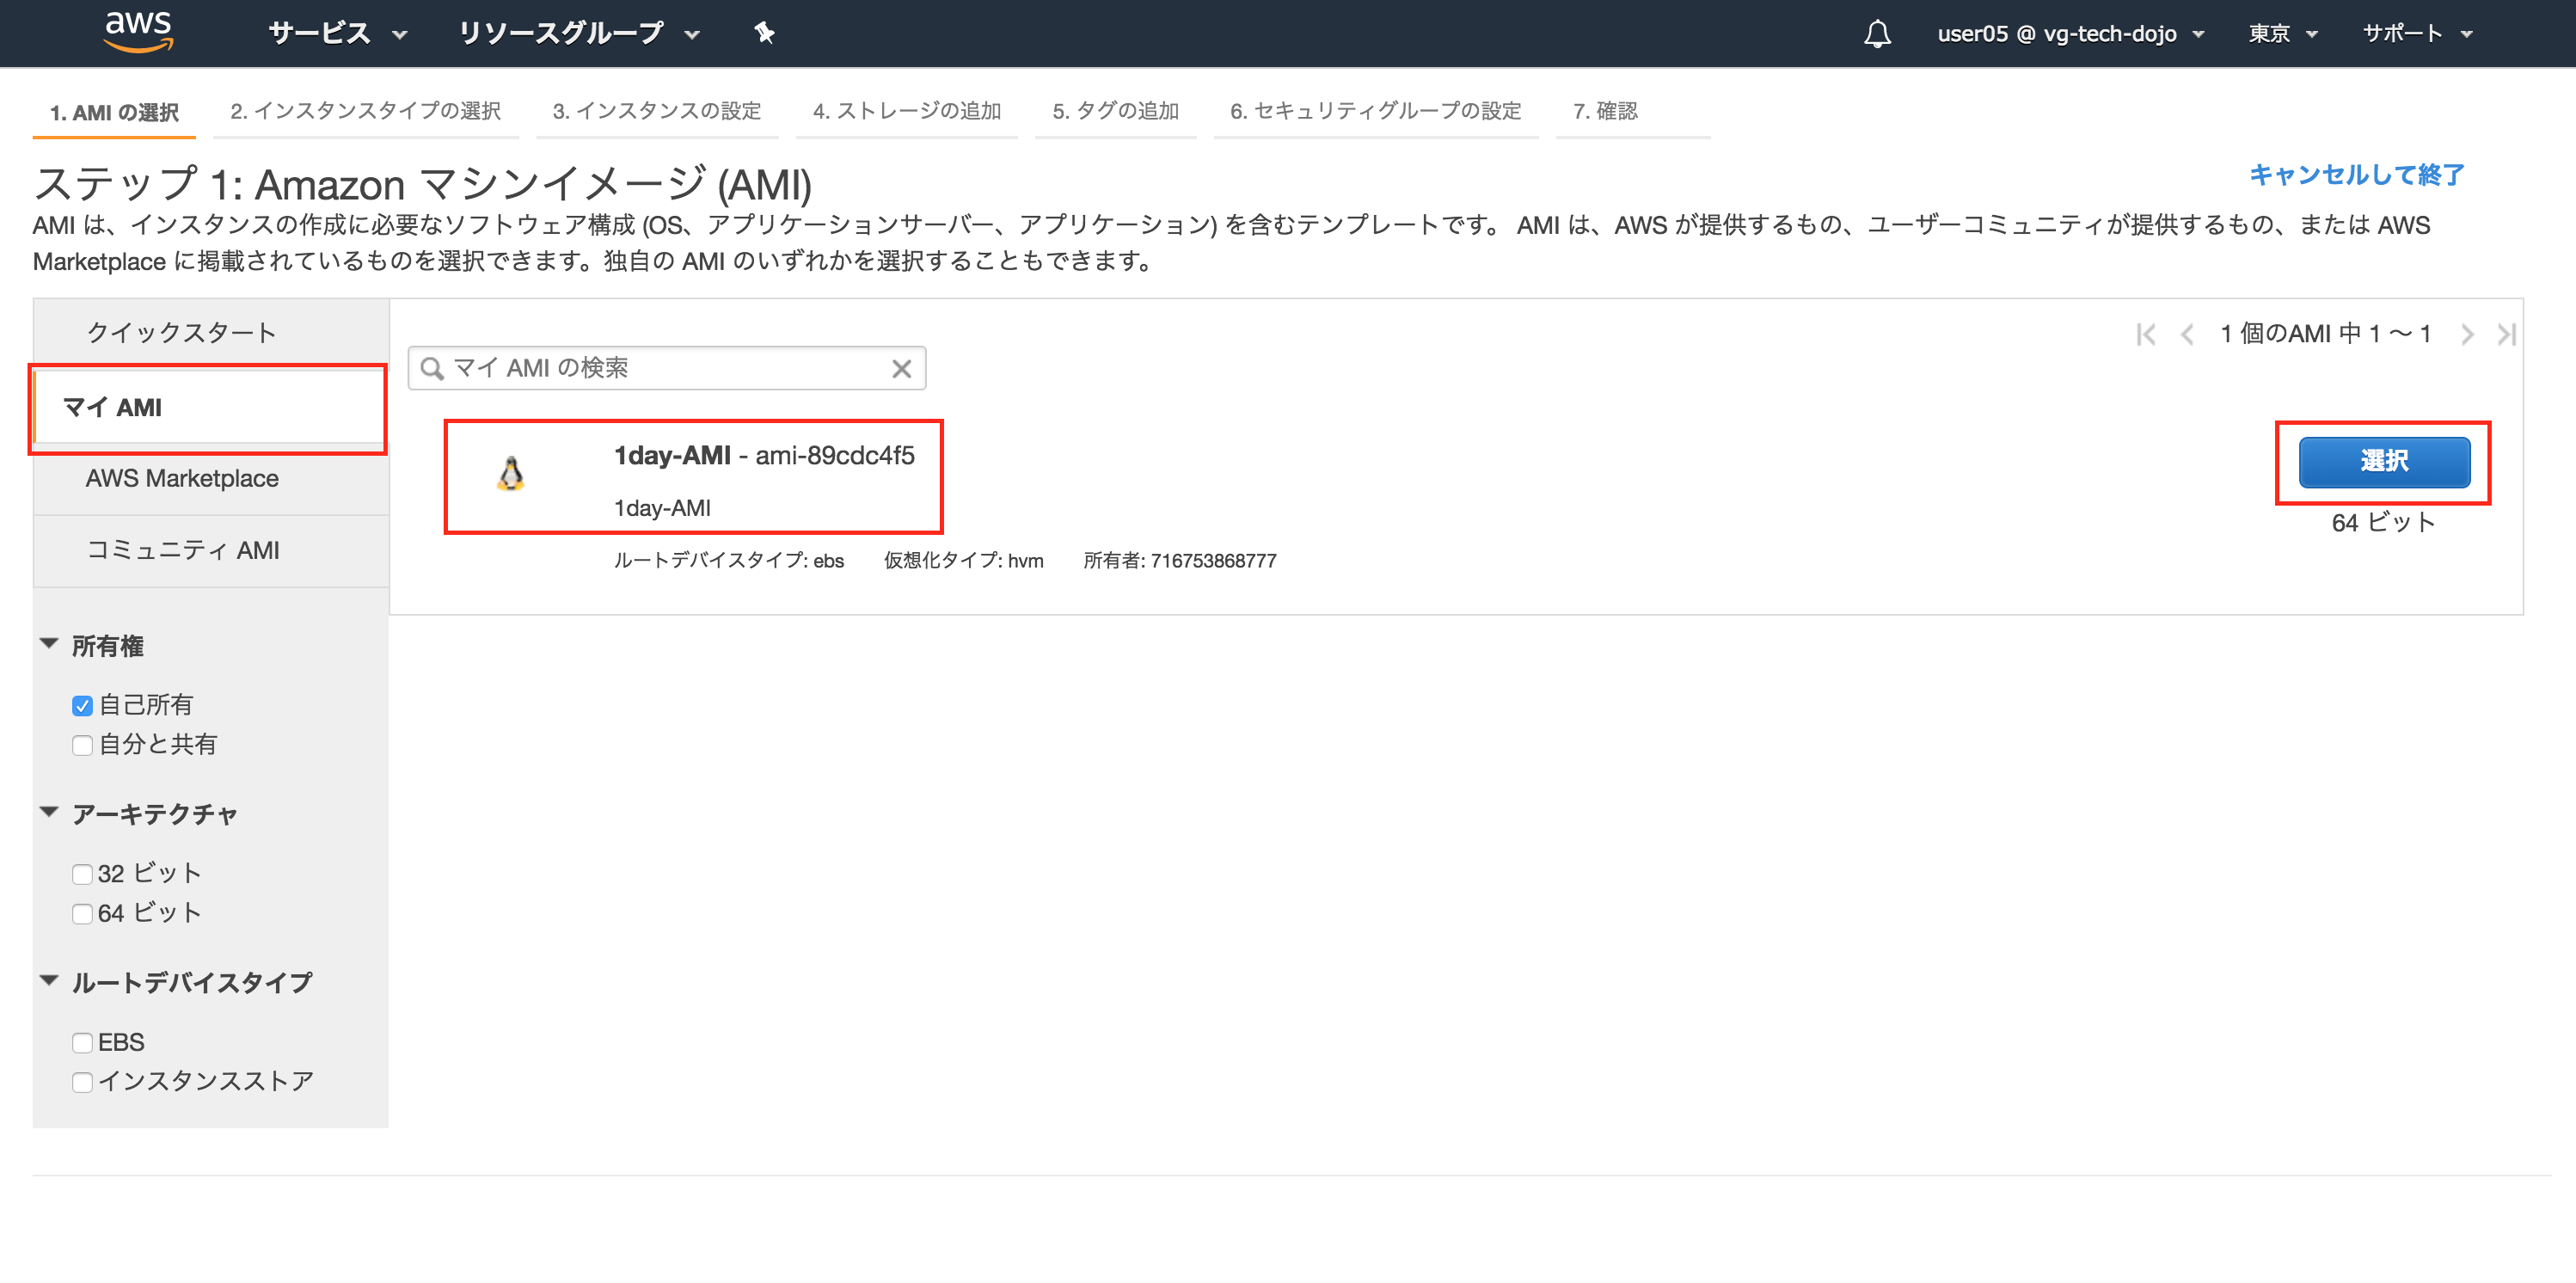 aws サービス リソースグループ user05 @ vg-tech-dojo 東京 サポート
1. AMI の選択 2. インスタンスタイプの選択 3. インスタンスの設定 4. ストレージの追加 5. タグの追加 6. セキュリティグループの設定 7. 確認
ステップ 1: Amazon マシンイメージ (AMI) キャンセルして終了
AMI は、インスタンスの作成に必要なソフトウェア構成 (OS、アプリケーションサーバー、アプリケーション) を含むテンプレートです。 AMI は、AWS が提供するもの、ユーザーコミュニティが提供するもの、または AWS
Marketplace に掲載されているものを選択できます。独自の AMI のいずれかを選択することもできます。
クイックスタート
マイ AMI
AWS Marketplace
コミュニティ AMI
所有権
自己所有
自分と共有
アーキテクチャ
32 ビット
64 ビット
ルートデバイスタイプ
EBS
インスタンスストア
1 個のAMI 中 1 ～ 1
マイ AMI の検索
1day-AMI - ami-89cdc4f5
1day-AMI
ルートデバイスタイプ: ebs 仮想化タイプ: hvm 所有者: 716753868777
選択
64 ビット